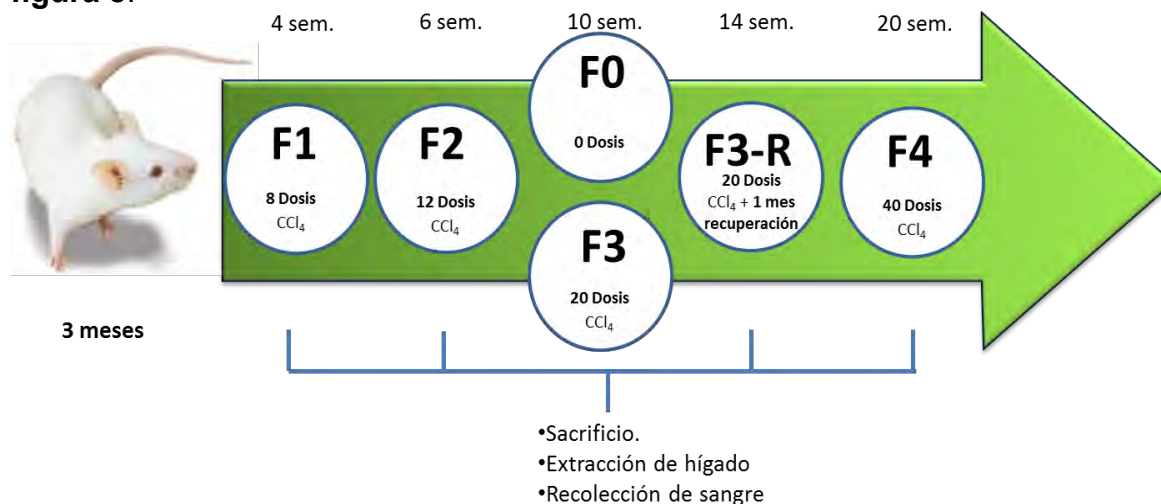 figura 3.
4 sem.
6 sem.
10 sem.
14 sem.
20 sem.
F0
0 Dosis
F1
8 Dosis
CCl₄
F2
12 Dosis
CCl₄
F3-R
20 Dosis
CCl₄ + 1 mes
recuperación
F4
40 Dosis
CCl₄
F3
20 Dosis
CCl₄
3 meses
•Sacrificio.
•Extracción de hígado
•Recolección de sangre